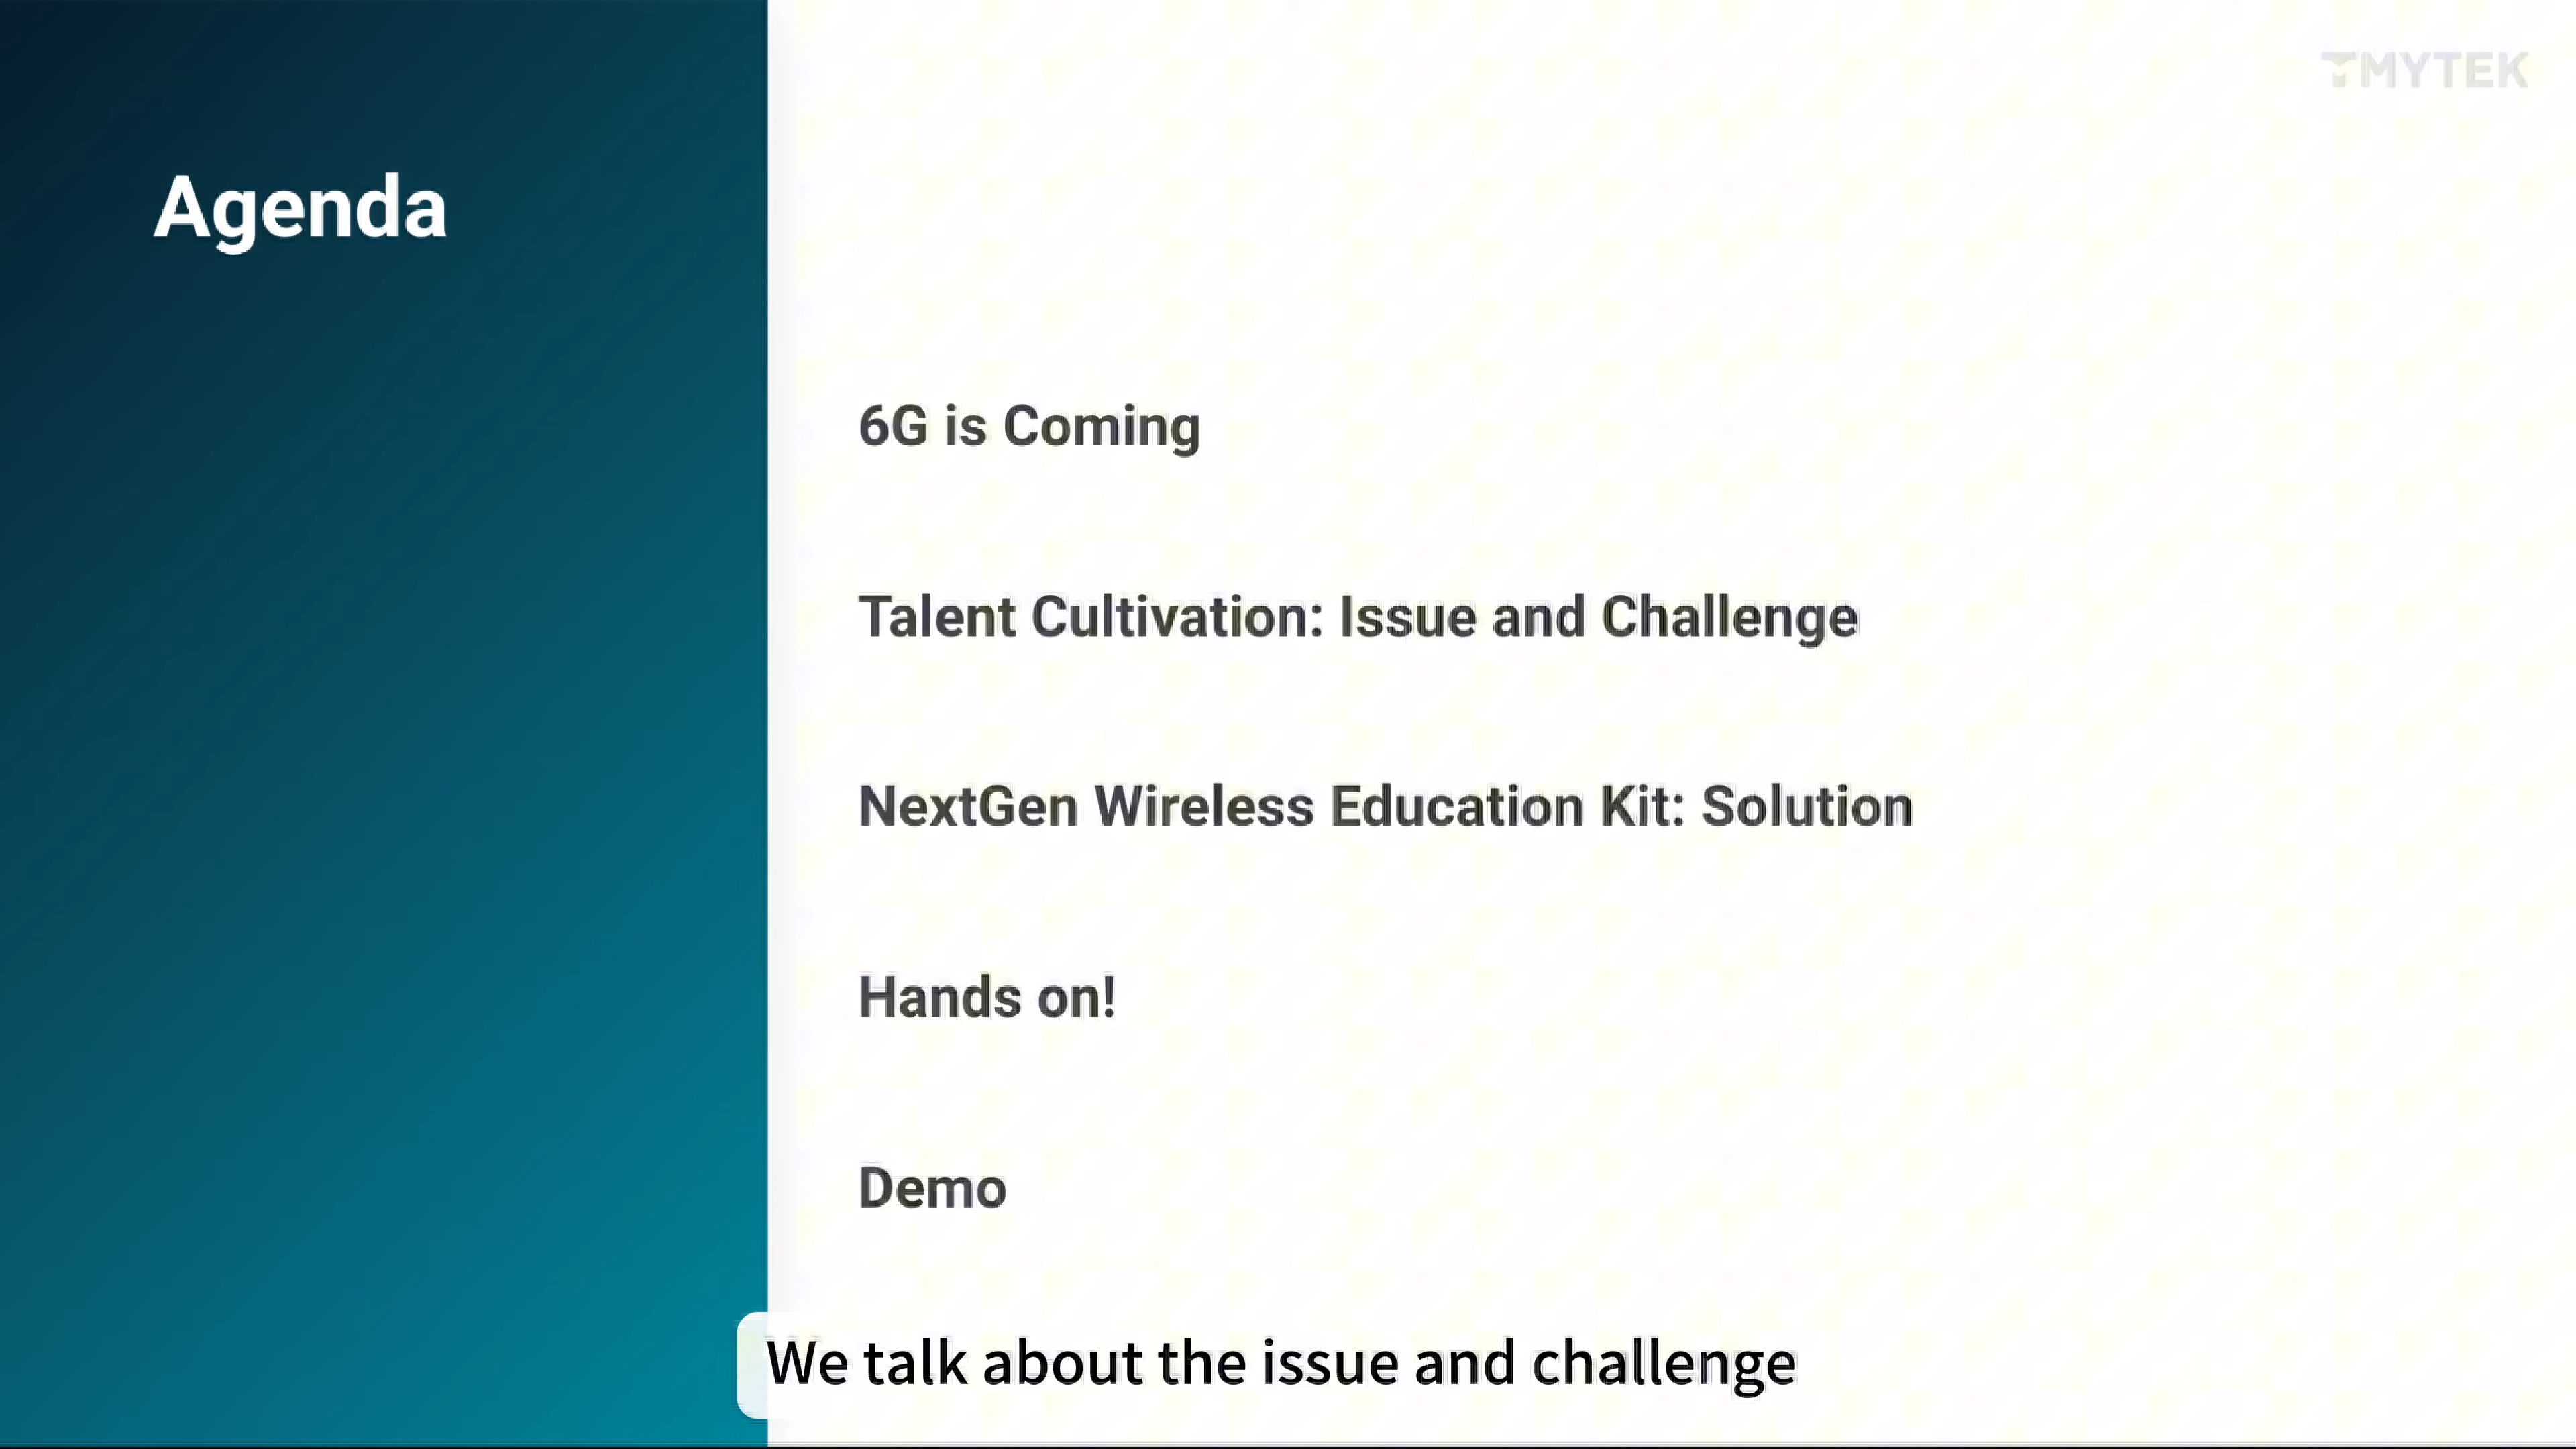 TMYTEK
Agenda
6G is Coming
Talent Cultivation: Issue and Challenge
NextGen Wireless Education Kit: Solution
Hands on!
Demo
We talk about the issue and challenge